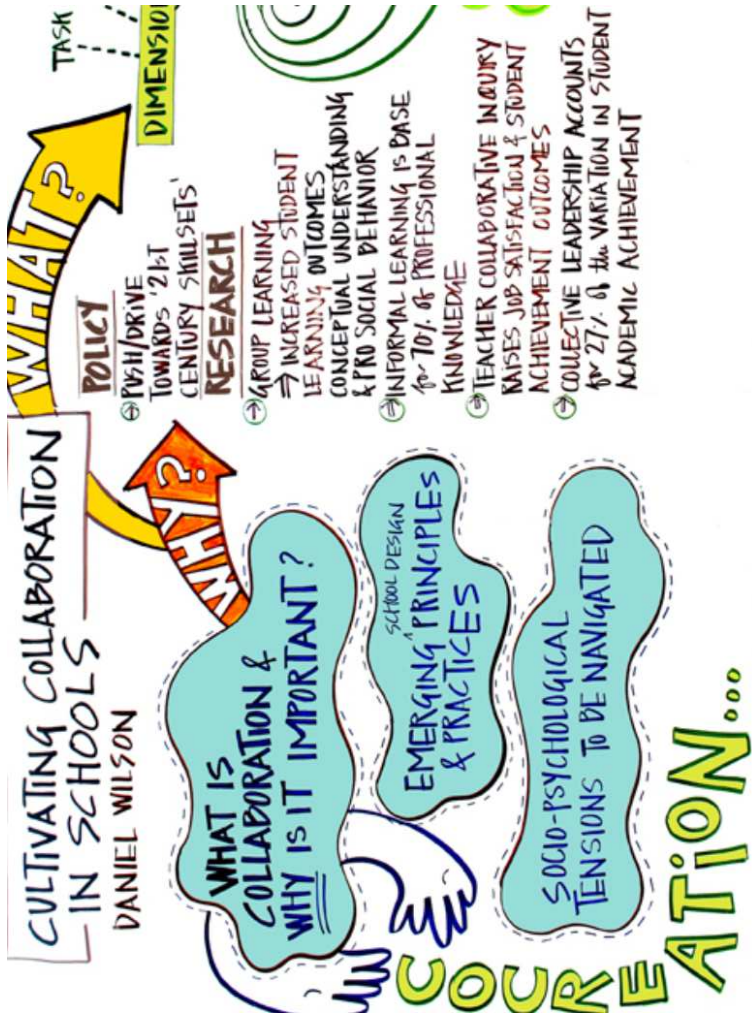 CULTIVATING COLLABORATION
IN SCHOOLS
DANIEL WILSON
WHAT IS
COLLABORATION &
WHY IS IT IMPORTANT?
SCHOOL DESIGN
EMERGING PRINCIPLES
& PRACTICES
SOCIO-PSYCHOLOGICAL
TENSIONS TO BE NAVIGATED
COCREATION...
WHY?
WHAT?
POLICY
PUSH/DRIVE
TOWARDS '21ST
CENTURY SKILLSETS'
RESEARCH
GROUP LEARNING
⇒ INCREASED STUDENT
LEARNING OUTCOMES
CONCEPTUAL UNDERSTANDING
& PRO SOCIAL BEHAVIOR
INFORMAL LEARNING IS BASE
for 70% of PROFESSIONAL
KNOWLEDGE
TEACHER COLLABORATIVE INQUIRY
RAISES JOB SATISFACTION & STUDENT
ACHIEVEMENT OUTCOMES
COLLECTIVE LEADERSHIP ACCOUNTS
for 27% of the VARIATION IN STUDENT
ACADEMIC ACHIEVEMENT
TASK
DIMENSION